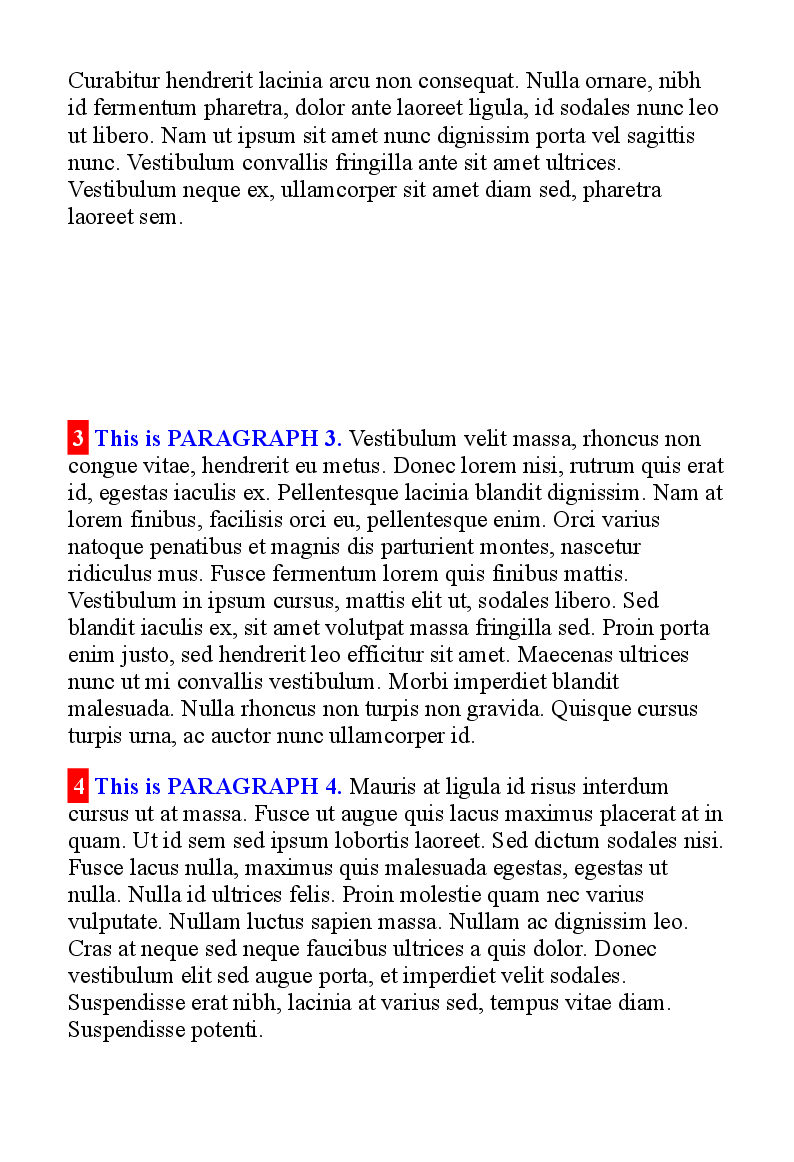 Curabitur hendrerit lacinia arcu non consequat. Nulla ornare, nibh
id fermentum pharetra, dolor ante laoreet ligula, id sodales nunc leo
ut libero. Nam ut ipsum sit amet nunc dignissim porta vel sagittis
nunc. Vestibulum convallis fringilla ante sit amet ultrices.
Vestibulum neque ex, ullamcorper sit amet diam sed, pharetra
laoreet sem.
3 This is PARAGRAPH 3. Vestibulum velit massa, rhoncus non
congue vitae, hendrerit eu metus. Donec lorem nisi, rutrum quis erat
id, egestas iaculis ex. Pellentesque lacinia blandit dignissim. Nam at
lorem finibus, facilisis orci eu, pellentesque enim. Orci varius
natoque penatibus et magnis dis parturient montes, nascetur
ridiculus mus. Fusce fermentum lorem quis finibus mattis.
Vestibulum in ipsum cursus, mattis elit ut, sodales libero. Sed
blandit iaculis ex, sit amet volutpat massa fringilla sed. Proin porta
enim justo, sed hendrerit leo efficitur sit amet. Maecenas ultrices
nunc ut mi convallis vestibulum. Morbi imperdiet blandit
malesuada. Nulla rhoncus non turpis non gravida. Quisque cursus
turpis urna, ac auctor nunc ullamcorper id.
4 This is PARAGRAPH 4. Mauris at ligula id risus interdum
cursus ut at massa. Fusce ut augue quis lacus maximus placerat at in
quam. Ut id sem sed ipsum lobortis laoreet. Sed dictum sodales nisi.
Fusce lacus nulla, maximus quis malesuada egestas, egestas ut
nulla. Nulla id ultrices felis. Proin molestie quam nec varius
vulputate. Nullam luctus sapien massa. Nullam ac dignissim leo.
Cras at neque sed neque faucibus ultrices a quis dolor. Donec
vestibulum elit sed augue porta, et imperdiet velit sodales.
Suspendisse erat nibh, lacinia at varius sed, tempus vitae diam.
Suspendisse potenti.